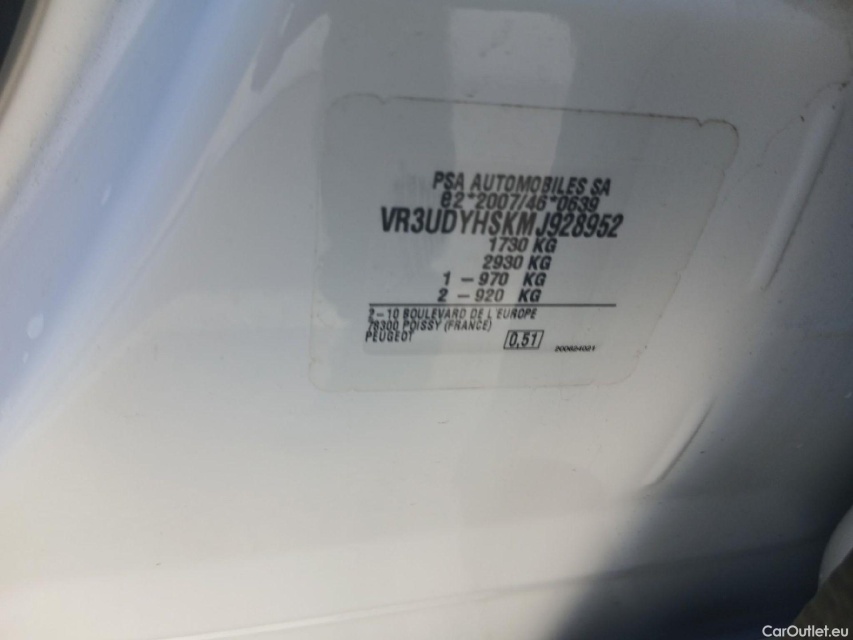 PSA AUTOMOBILES SA
e2*2007/46*0639
VR3UDYHSKMJ928952
1730 KG
2930 KG
1 - 970 KG
2 - 920 KG
2-10 BOULEVARD DE L'EUROPE
78300 POISSY (FRANCE)
PEUGEOT
0,51
200824021
CarOutlet.eu